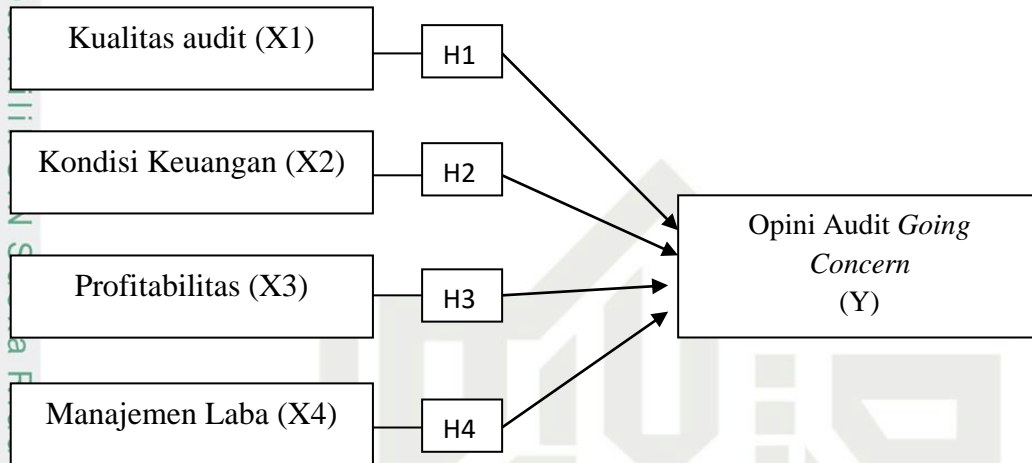 Kualitas audit (X1)
H1
Kondisi Keuangan (X2)
H2
Opini Audit Going
Concern
(Y)
Profitabilitas (X3)
H3
Manajemen Laba (X4)
H4